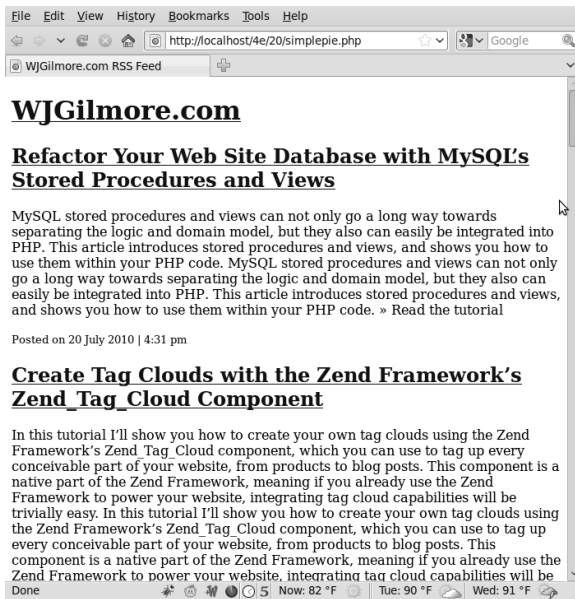 File Edit View History Bookmarks Tools Help
http://localhost/4e/20/simplepie.php
Google
WJGilmore.com RSS Feed
WJGilmore.com
Refactor Your Web Site Database with MySQL’s
Stored Procedures and Views
MySQL stored procedures and views can not only go a long way towards
separating the logic and domain model, but they also can easily be integrated into
PHP. This article introduces stored procedures and views, and shows you how to
use them within your PHP code. MySQL stored procedures and views can not only
go a long way towards separating the logic and domain model, but they also can
easily be integrated into PHP. This article introduces stored procedures and views,
and shows you how to use them within your PHP code. » Read the tutorial
Posted on 20 July 2010 | 4:31 pm
Create Tag Clouds with the Zend Framework’s
Zend_Tag_Cloud Component
In this tutorial I’ll show you how to create your own tag clouds using the Zend
Framework’s Zend_Tag_Cloud component, which you can use to tag up every
conceivable part of your website, from products to blog posts. This component is a
native part of the Zend Framework, meaning if you already use the Zend
Framework to power your website, integrating tag cloud capabilities will be
trivially easy. In this tutorial I’ll show you how to create your own tag clouds using
the Zend Framework’s Zend_Tag_Cloud component, which you can use to tag up
every conceivable part of your website, from products to blog posts. This
component is a native part of the Zend Framework, meaning if you already use the
Zend Framework to power your website, integrating tag cloud capabilities will be
Done 5 Now: 82 °F Tue: 90 °F Wed: 91 °F